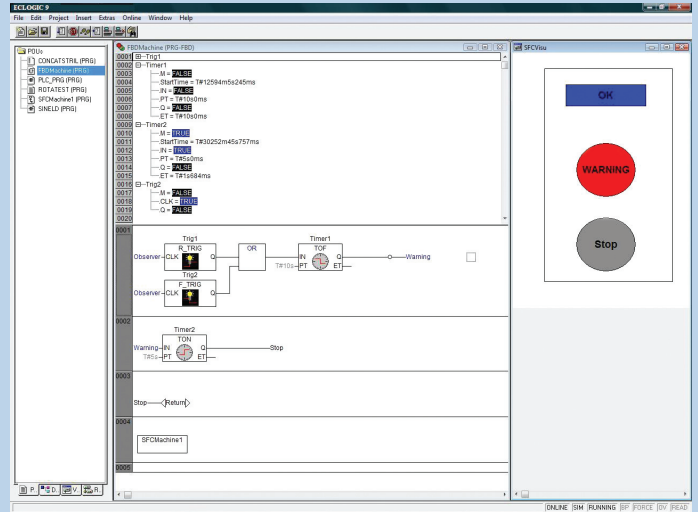 ECLOGIC 9
File Edit Project Insert Extras Online Window Help
POUs
CONCATSTRIL (PRG)
FBDMachine (PRG)
PLC_PRG (PRG)
ROTATEST (PRG)
SFCMachine1 (PRG)
SINELD (PRG)
P.. D.. V.. R..
FBDMachine (PRG-FBD)
0001 Trig1
0002 Timer1
0003 .M = FALSE
0004 .StartTime = T#12594m5s245ms
0005 .IN = FALSE
0006 .PT = T#10s0ms
0007 .Q = FALSE
0008 .ET = T#10s0ms
0009 Timer2
0010 .M = TRUE
0011 .StartTime = T#30252m45s757ms
0012 .IN = TRUE
0013 .PT = T#5s0ms
0014 .Q = FALSE
0015 .ET = T#1s684ms
0016 Trig2
0017 .M = FALSE
0018 .CLK = TRUE
0019 .Q = FALSE
0020
0001
Trig1 Timer1
R_TRIG OR TOF
Observer CLK Q IN Q Warning
T#10s PT ET
Trig2
F_TRIG
Observer CLK Q
0002
Timer2
TON
Warning IN Q Stop
T#5s PT ET
0003
Stop Return
0004
SFCMachine1
0005
SFCVisu
OK
WARNING
Stop
ONLINE SIM RUNNING BP FORCE OV READ